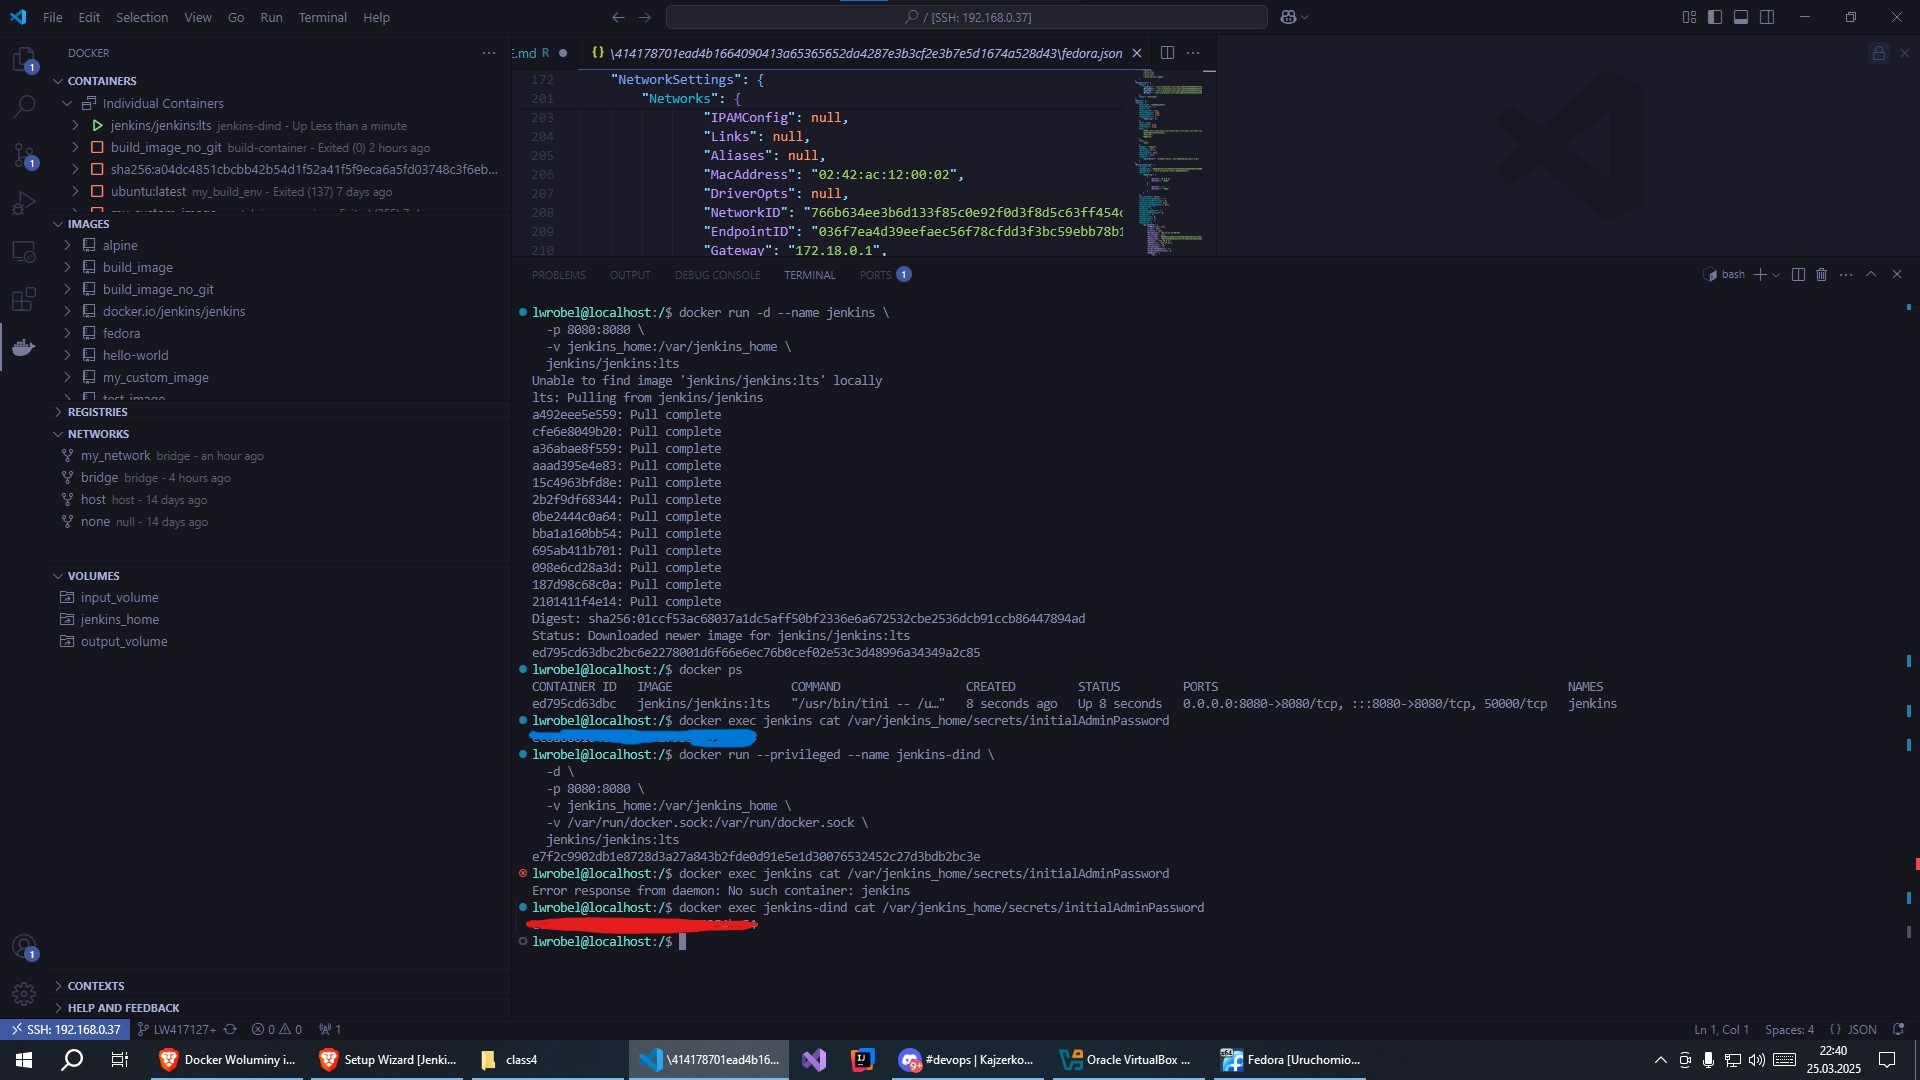 File Edit Selection View Go Run Terminal Help
/ [SSH: 192.168.0.37]
DOCKER
CONTAINERS
Individual Containers
jenkins/jenkins:lts jenkins-dind - Up Less than a minute
build_image_no_git build-container - Exited (0) 2 hours ago
sha256:a04dc4851cbcbb42b54d1f52a41f5f9eca6a5fd03748c3f6eb...
ubuntu:latest my_build_env - Exited (137) 7 days ago
IMAGES
alpine
build_image
build_image_no_git
docker.io/jenkins/jenkins
fedora
hello-world
my_custom_image
REGISTRIES
NETWORKS
my_network bridge - an hour ago
bridge bridge - 4 hours ago
host host - 14 days ago
none null - 14 days ago
VOLUMES
input_volume
jenkins_home
output_volume
CONTEXTS
HELP AND FEEDBACK
E.md R
{} \414178701ead4b1664090413a65365652da4287e3b3cf2e3b7e5d1674a528d43\fedora.json
172 "NetworkSettings": {
201 "Networks": {
203 "IPAMConfig": null,
204 "Links": null,
205 "Aliases": null,
206 "MacAddress": "02:42:ac:12:00:02",
207 "DriverOpts": null,
208 "NetworkID": "766b634ee3b6d133f85c0e92f0d3f8d5c63ff454c
209 "EndpointID": "036f7ea4d39eefaec56f78cfdd3f3bc59ebb78b1
210 "Gateway": "172.18.0.1",
PROBLEMS OUTPUT DEBUG CONSOLE TERMINAL PORTS 1
bash
lwrobel@localhost:/$ docker run -d --name jenkins \
-p 8080:8080 \
-v jenkins_home:/var/jenkins_home \
jenkins/jenkins:lts
Unable to find image 'jenkins/jenkins:lts' locally
lts: Pulling from jenkins/jenkins
a492eee5e559: Pull complete
cfe6e8049b20: Pull complete
a36abae8f559: Pull complete
aaad395e4e83: Pull complete
15c4963bfd8e: Pull complete
2b2f9df68344: Pull complete
0be2444c0a64: Pull complete
bba1a160bb54: Pull complete
695ab411b701: Pull complete
098e6cd28a3d: Pull complete
187d98c68c0a: Pull complete
2101411f4e14: Pull complete
Digest: sha256:01ccf53ac68037a1dc5aff50bf2336e6a672532cbe2536dcb91ccb86447894ad
Status: Downloaded newer image for jenkins/jenkins:lts
ed795cd63dbc2bc6e2278001d6f66e6ec76b0cef02e53c3d48996a34349a2c85
lwrobel@localhost:/$ docker ps
CONTAINER ID IMAGE COMMAND CREATED STATUS PORTS NAMES
ed795cd63dbc jenkins/jenkins:lts "/usr/bin/tini -- /u…" 8 seconds ago Up 8 seconds 0.0.0.0:8080->8080/tcp, :::8080->8080/tcp, 50000/tcp jenkins
lwrobel@localhost:/$ docker exec jenkins cat /var/jenkins_home/secrets/initialAdminPassword
lwrobel@localhost:/$ docker run --privileged --name jenkins-dind \
-d \
-p 8080:8080 \
-v jenkins_home:/var/jenkins_home \
-v /var/run/docker.sock:/var/run/docker.sock \
jenkins/jenkins:lts
e7f2c9902db1e8728d3a27a843b2fde0d91e5e1d30076532452c27d3bdb2bc3e
lwrobel@localhost:/$ docker exec jenkins cat /var/jenkins_home/secrets/initialAdminPassword
Error response from daemon: No such container: jenkins
lwrobel@localhost:/$ docker exec jenkins-dind cat /var/jenkins_home/secrets/initialAdminPassword
lwrobel@localhost:/$
SSH: 192.168.0.37 LW417127+ 0 0 1
Ln 1, Col 1 Spaces: 4 {} JSON
Docker Woluminy i... Setup Wizard [Jenki... class4 \414178701ead4b16... #devops | Kajzerko... Oracle VirtualBox ... Fedora [Uruchomio...
22:40
25.03.2025